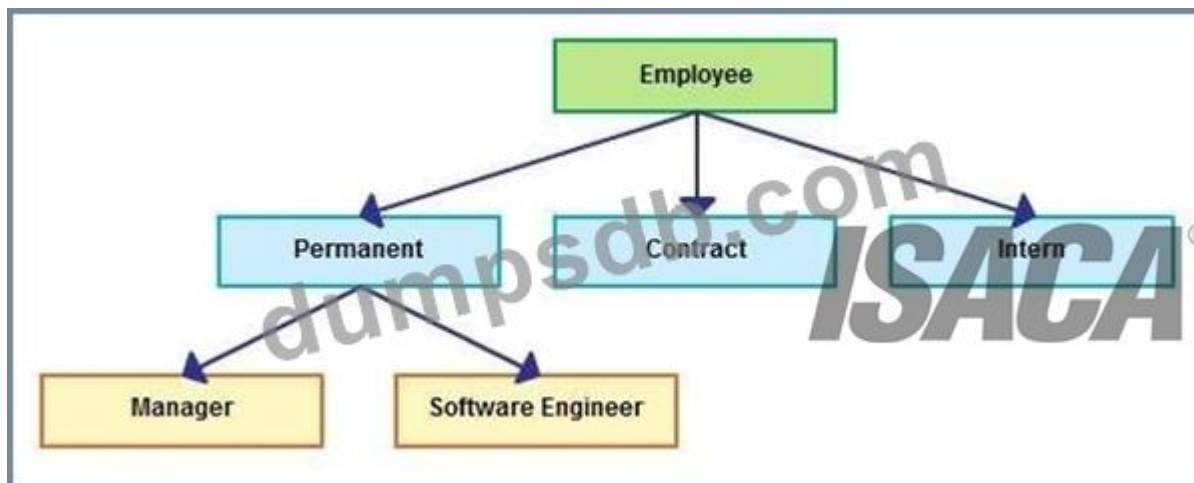 Employee
Permanent
Contract
Intern
Manager
Software Engineer
dumpsdb.com
ISACA®